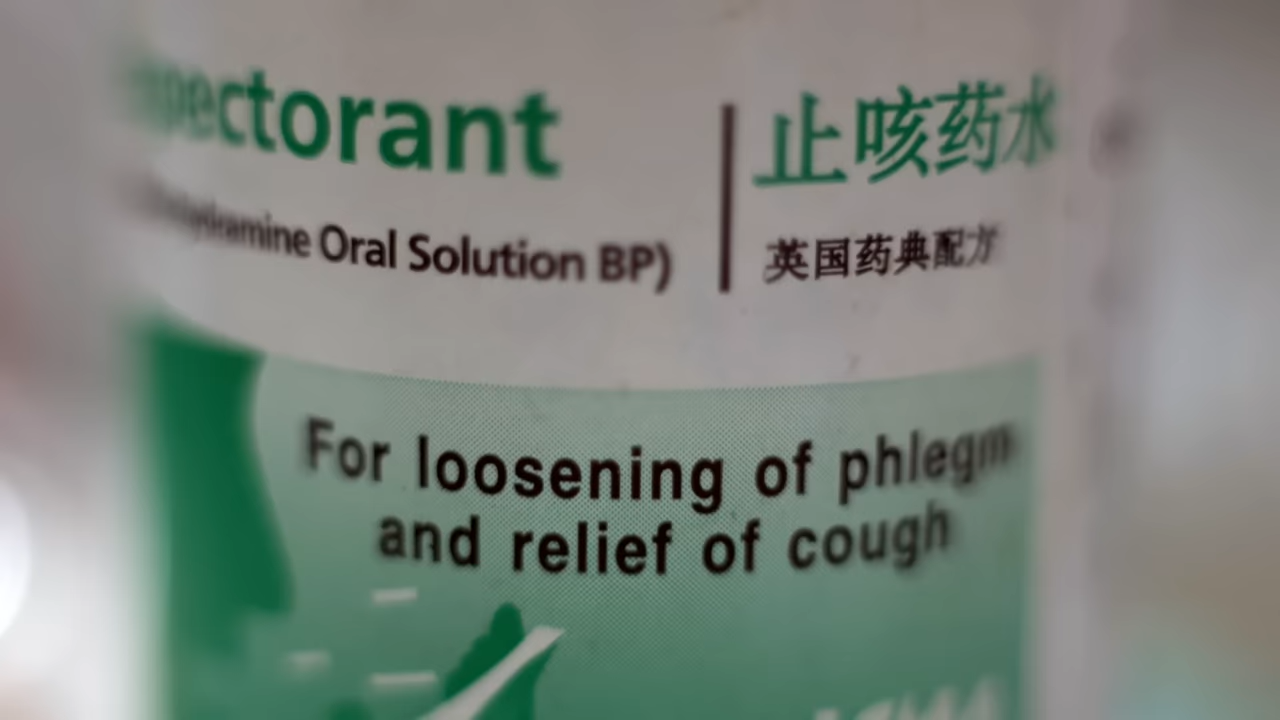 pectorant
Oral Solution BP)
止咳药水
英国药典配方
For loosening of phlegm
and relief of cough